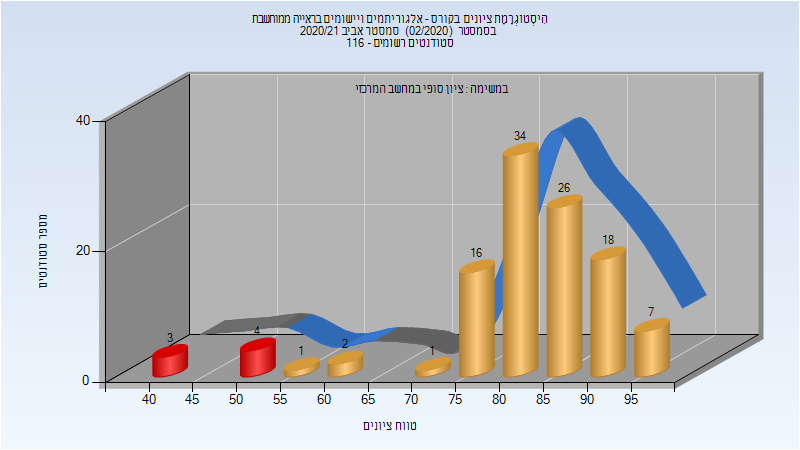 היסטוגרמת ציונים בקורס - אלגוריתמים ויישומים בראייה ממוחשבת
בסמסטר (02/2020) סמסטר אביב 2020/21
סטודנטים רשומים - 116
במשימה : ציון סופי במחשב המרכזי
מספר סטודנטים
40
20
0
3
4
1
2
1
16
34
26
18
7
40 45 50 55 60 65 70 75 80 85 90 95
טווח ציונים